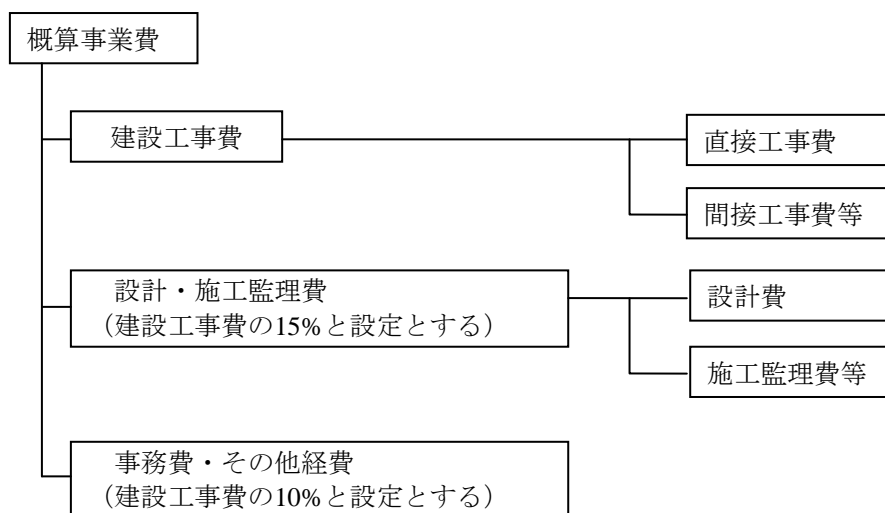 概算事業費
建設工事費
直接工事費
間接工事費等
設計・施工監理費
（建設工事費の15%と設定とする）
設計費
施工監理費等
事務費・その他経費
（建設工事費の10%と設定とする）